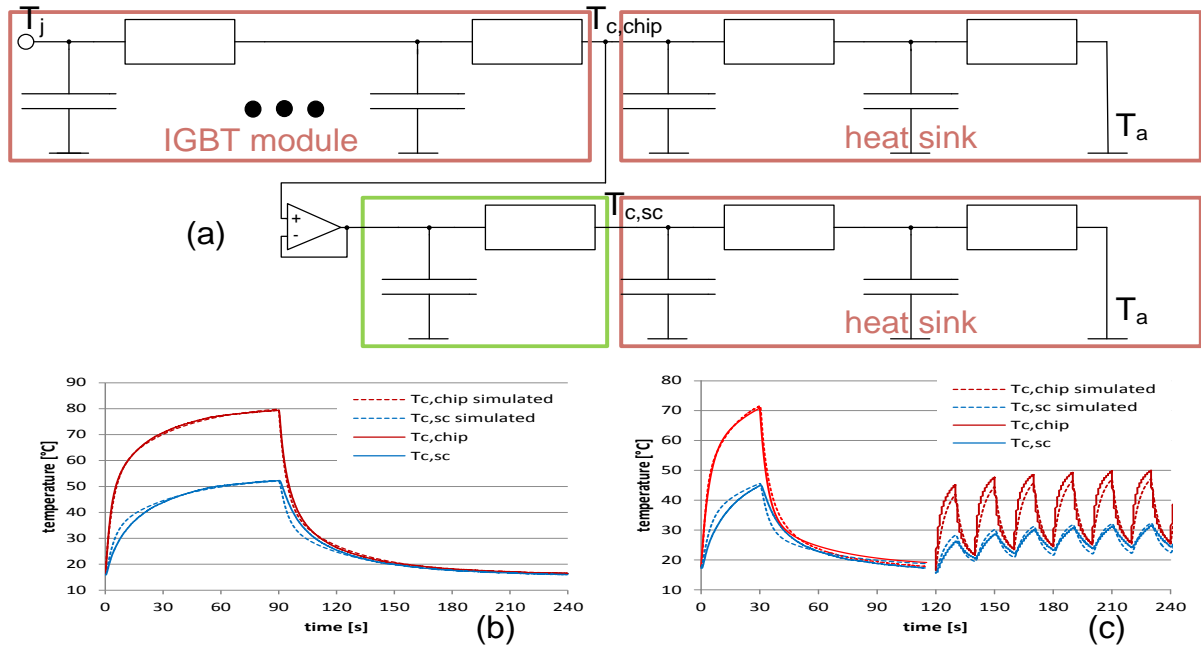 Tj
Tc,chip
IGBT module
heat sink
Ta
+
-
(a)
Tc,sc
heat sink
Ta
90
80
70
60
50
40
30
20
10
temperature [°C]
Tc,chip simulated
Tc,sc simulated
Tc,chip
Tc,sc
0 30 60 90 120 150 180 210 240
time [s]
(b)
80
70
60
50
40
30
20
10
temperature [°C]
Tc,chip simulated
Tc,sc simulated
Tc,chip
Tc,sc
0 30 60 90 120 150 180 210 240
time [s]
(c)